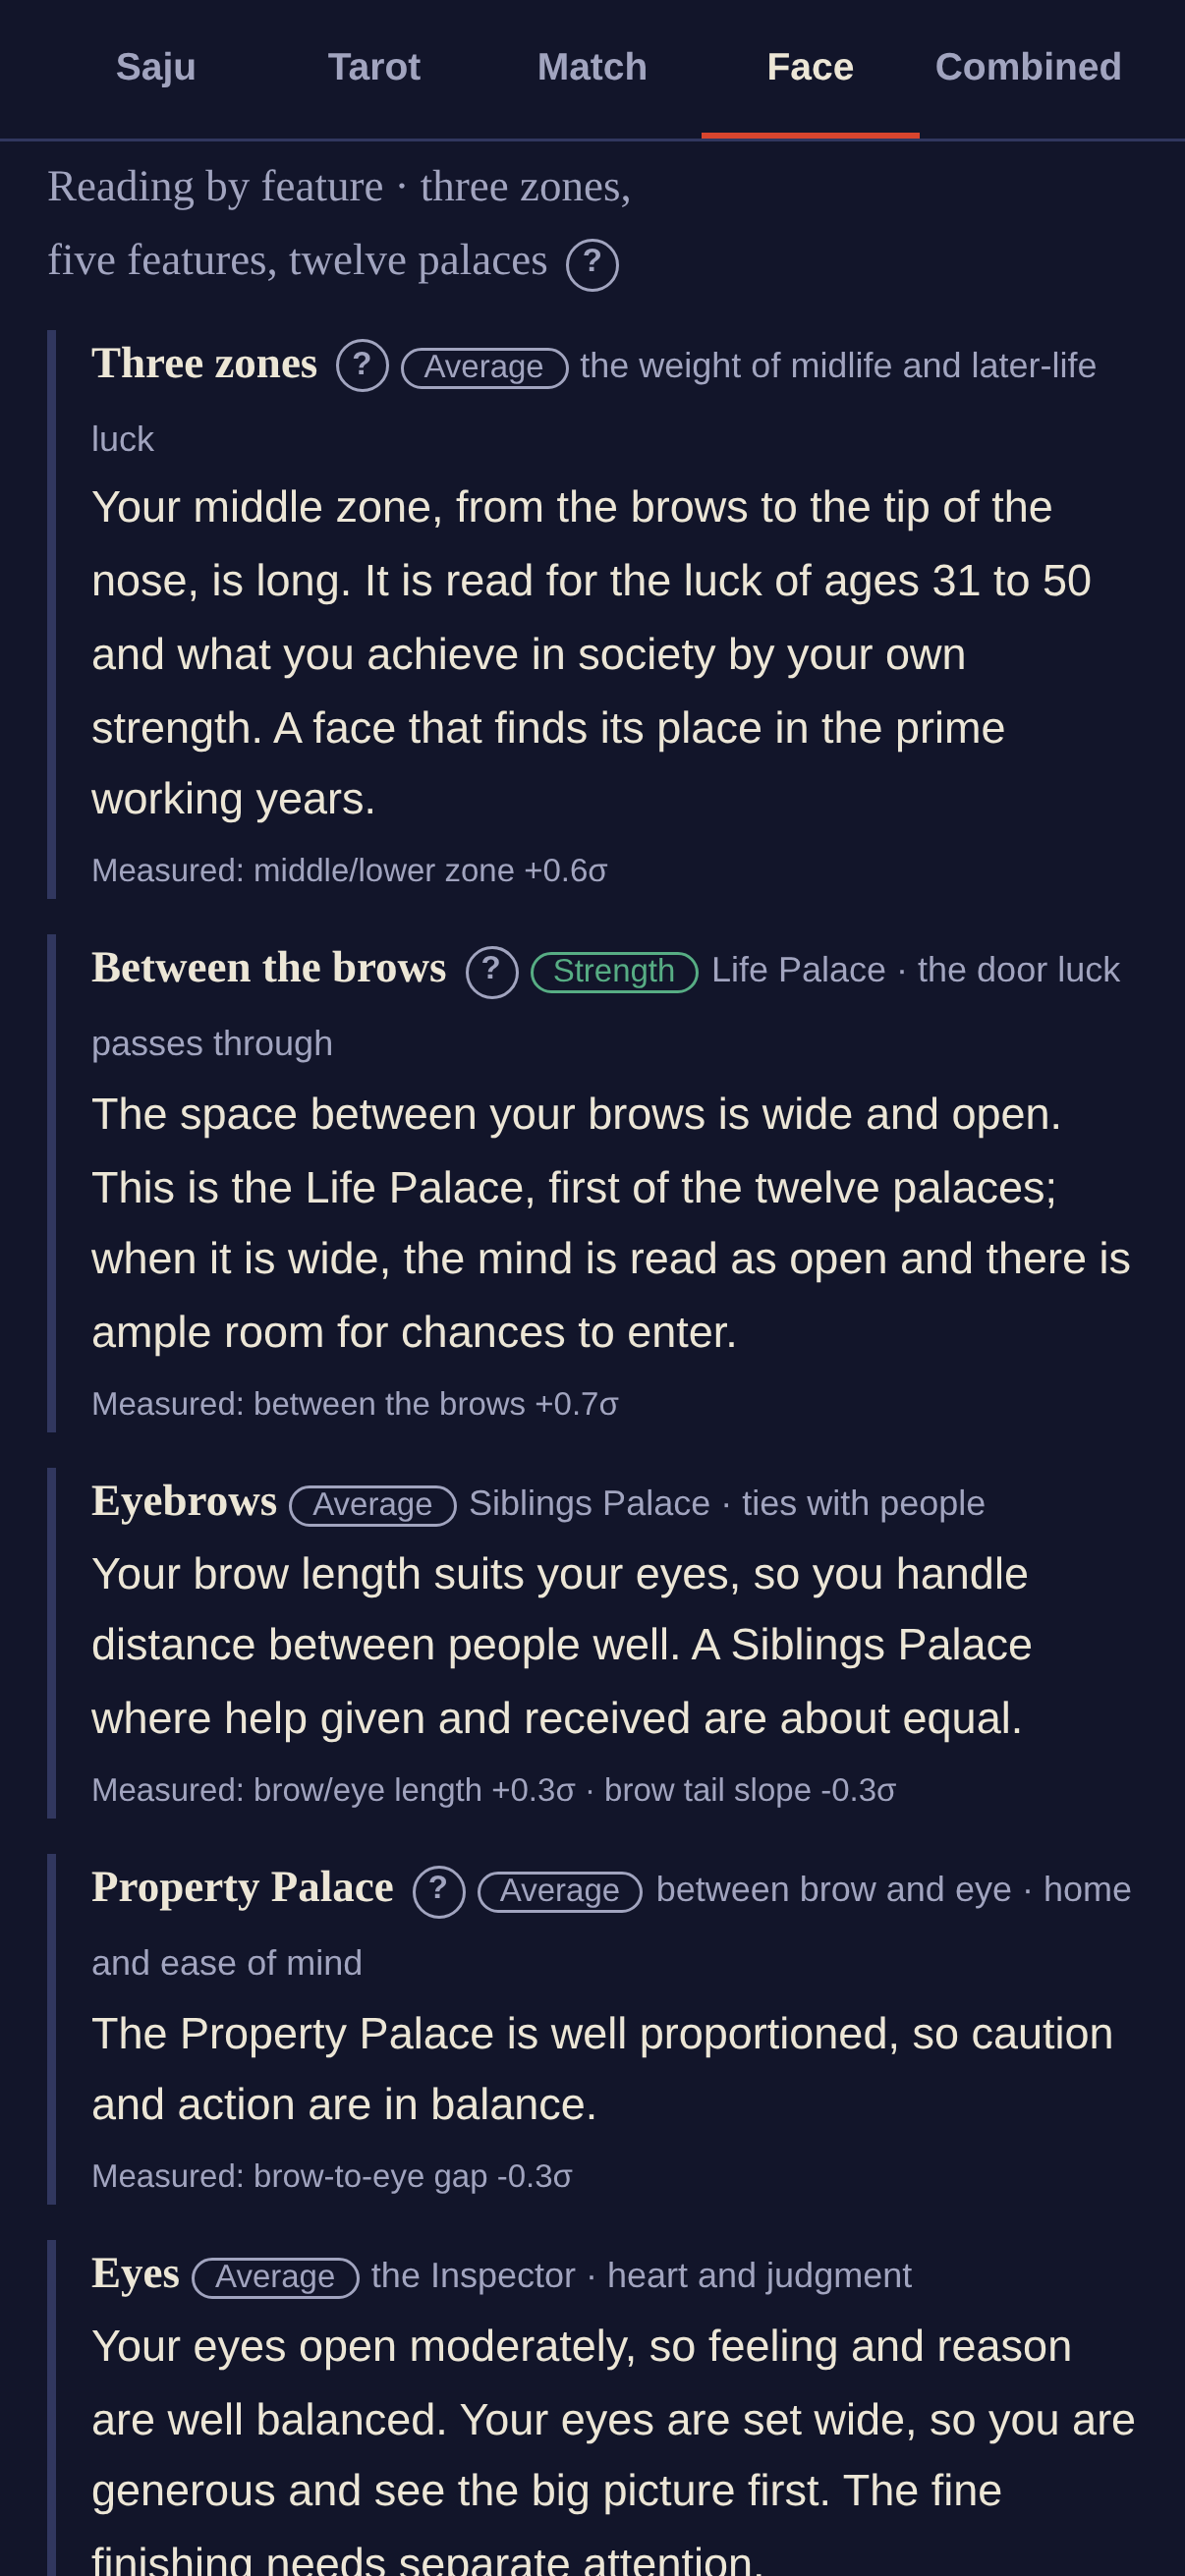 Saju Tarot Match Face Combined
Reading by feature · three zones,
five features, twelve palaces ?
Three zones ? Average the weight of midlife and later-life
luck
Your middle zone, from the brows to the tip of the
nose, is long. It is read for the luck of ages 31 to 50
and what you achieve in society by your own
strength. A face that finds its place in the prime
working years.
Measured: middle/lower zone +0.6σ
Between the brows ? Strength Life Palace · the door luck
passes through
The space between your brows is wide and open.
This is the Life Palace, first of the twelve palaces;
when it is wide, the mind is read as open and there is
ample room for chances to enter.
Measured: between the brows +0.7σ
Eyebrows Average Siblings Palace · ties with people
Your brow length suits your eyes, so you handle
distance between people well. A Siblings Palace
where help given and received are about equal.
Measured: brow/eye length +0.3σ · brow tail slope -0.3σ
Property Palace ? Average between brow and eye · home
and ease of mind
The Property Palace is well proportioned, so caution
and action are in balance.
Measured: brow-to-eye gap -0.3σ
Eyes Average the Inspector · heart and judgment
Your eyes open moderately, so feeling and reason
are well balanced. Your eyes are set wide, so you are
generous and see the big picture first. The fine
finishing needs separate attention.